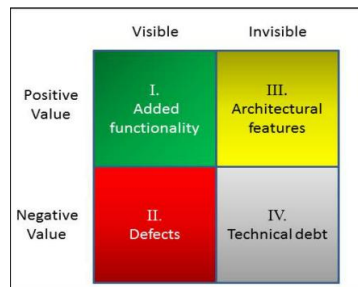 Visible Invisible
Positive
Value
I.
Added
functionality
III.
Architectural
features
Negative
Value
II.
Defects
IV.
Technical debt